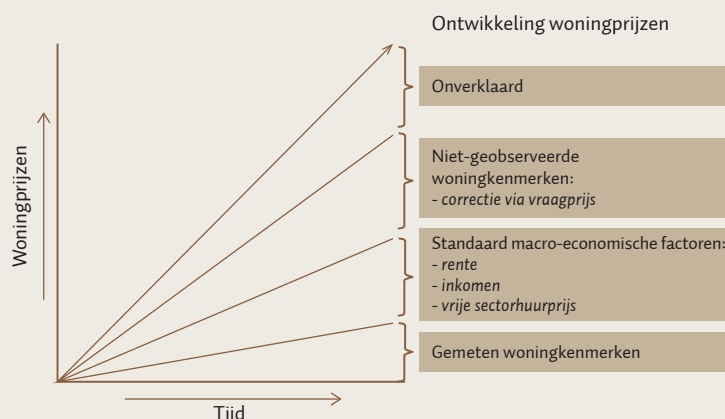 Ontwikkeling woningprijzen
Onverklaard
Niet-geobserveerde
woningkenmerken:
- correctie via vraagprijs
Standaard macro-economische factoren:
- rente
- inkomen
- vrije sectorhuurprijs
Gemeten woningkenmerken
Woningprijzen
Tijd